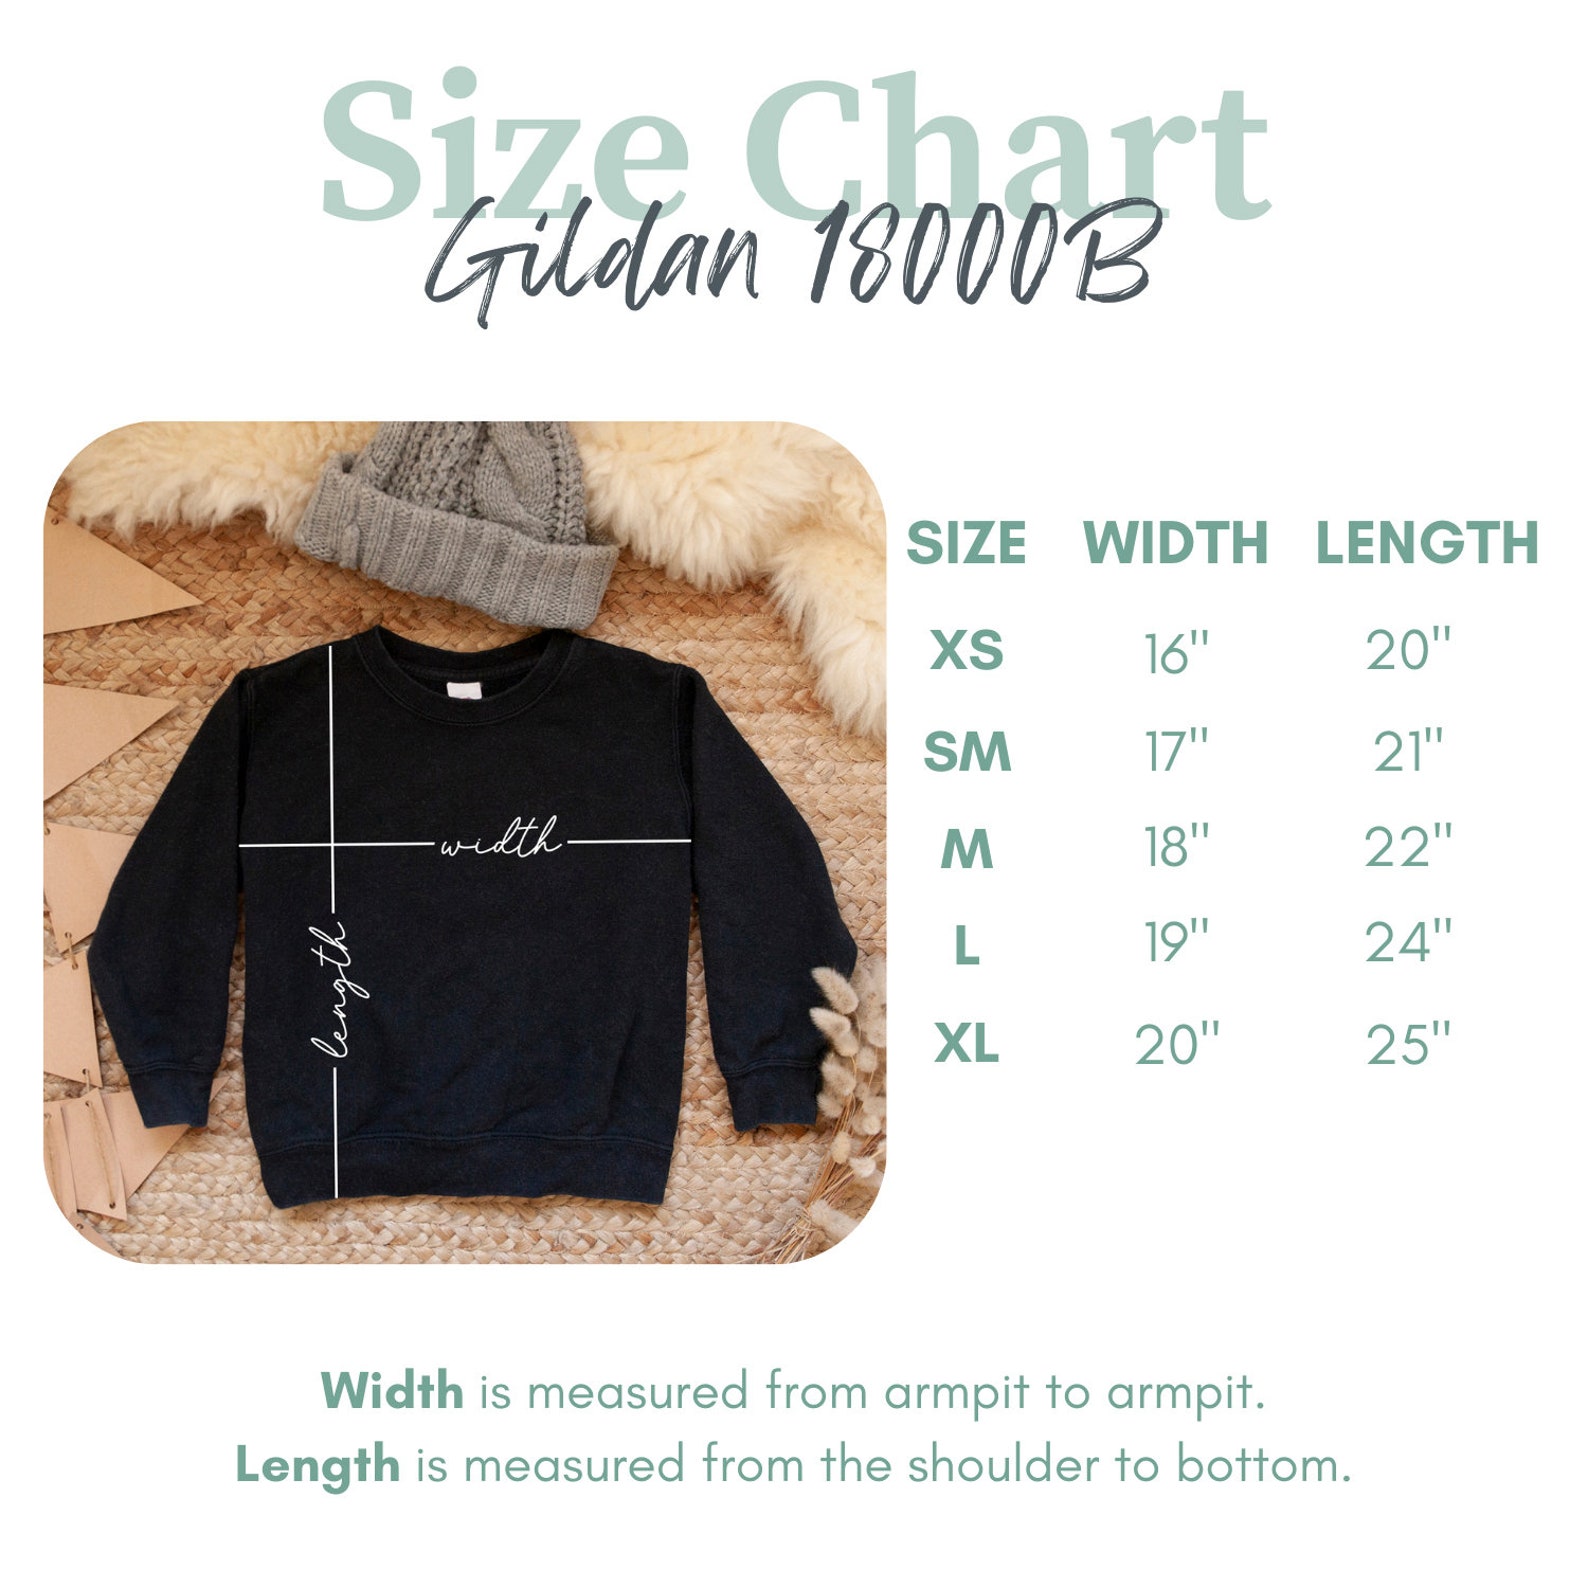 Size Chart
Gildan 18000B
SIZE WIDTH LENGTH
XS 16" 20"
SM 17" 21"
M 18" 22"
L 19" 24"
XL 20" 25"
width
length
Width is measured from armpit to armpit.
Length is measured from the shoulder to bottom.